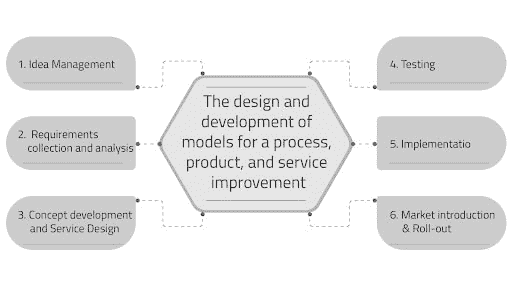 1. Idea Management
2. Requirements
collection and analysis
3. Concept development
and Service Design
The design and
development of
models for a process,
product, and service
improvement
4. Testing
5. Implementatio
6. Market introduction
& Roll-out